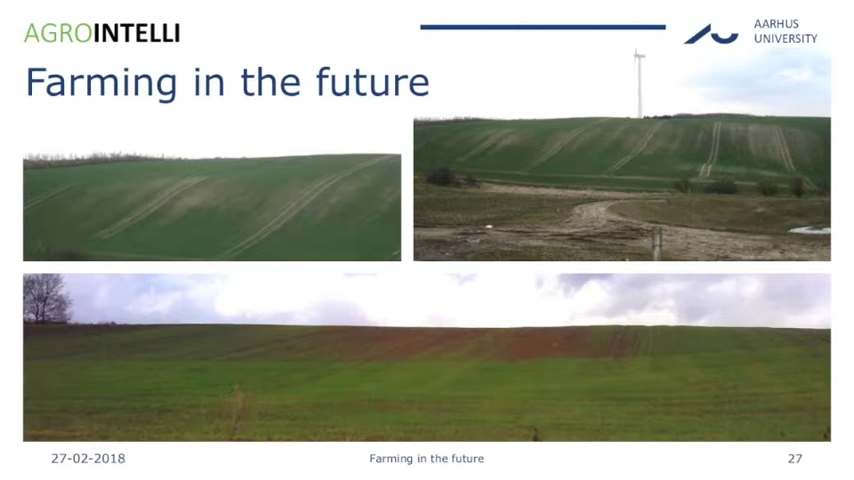 AGROINTELLI
AARHUS
UNIVERSITY
Farming in the future
27-02-2018
Farming in the future
27